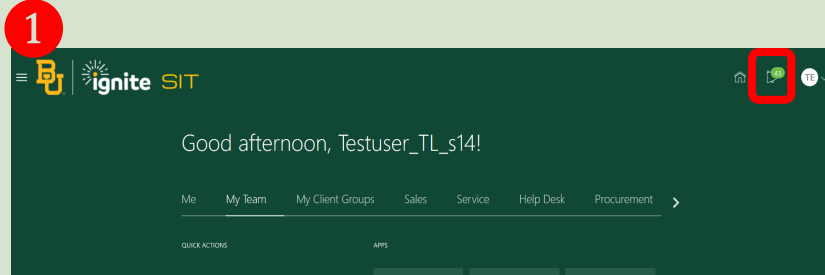 1
BU ignite SIT
43
TE
Good afternoon, Testuser_TL_s14!
Me My Team My Client Groups Sales Service Help Desk Procurement
QUICK ACTIONS APPS